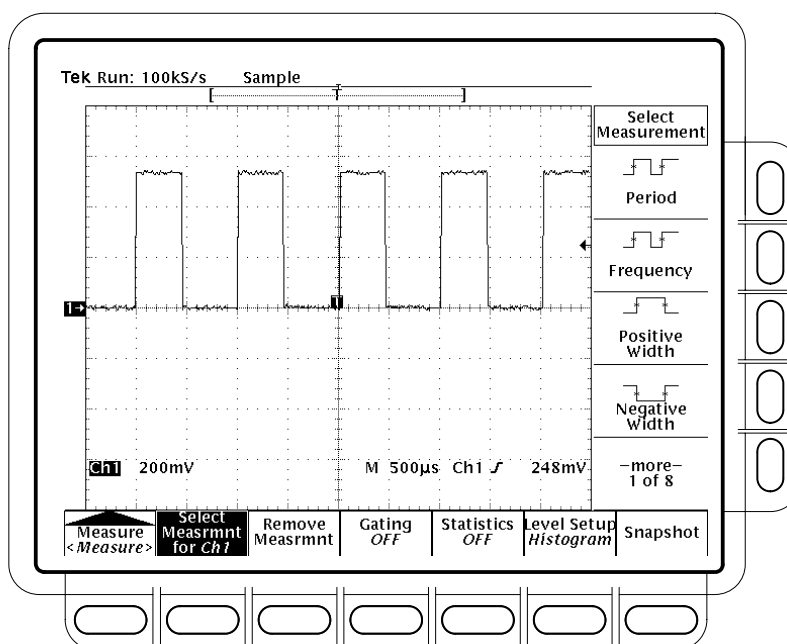 Tek Run: 100kS/s Sample
[ T ]
Select
Measurement
Period
Frequency
Positive
Width
Negative
Width
–more–
1 of 8
1→
T
Ch1 200mV M 500µs Ch1 ƒ 248mV
Measure
<Measure>
Select
Measrmnt
for Ch1
Remove
Measrmnt
Gating
OFF
Statistics
OFF
Level Setup
Histogram
Snapshot